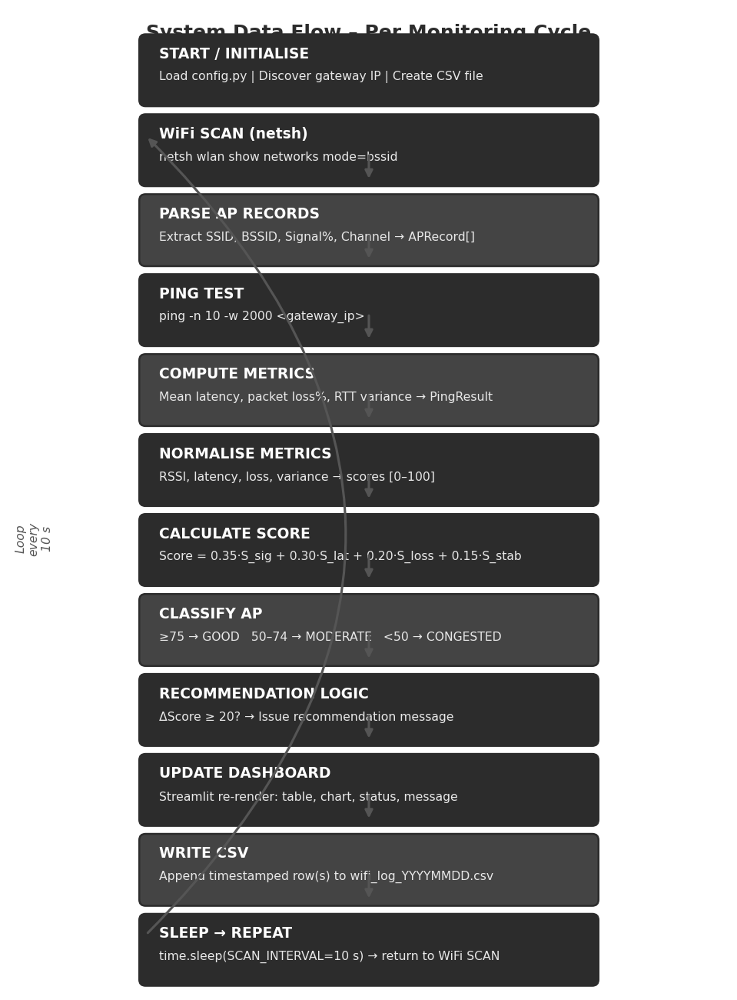 System Data Flow – Per Monitoring Cycle
START / INITIALISE
Load config.py | Discover gateway IP | Create CSV file
WiFi SCAN (netsh)
netsh wlan show networks mode=bssid
PARSE AP RECORDS
Extract SSID, BSSID, Signal%, Channel → APRecord[]
PING TEST
ping -n 10 -w 2000 <gateway_ip>
COMPUTE METRICS
Mean latency, packet loss%, RTT variance → PingResult
NORMALISE METRICS
RSSI, latency, loss, variance → scores [0–100]
Loop
every
10 s
CALCULATE SCORE
Score = 0.35·S_sig + 0.30·S_lat + 0.20·S_loss + 0.15·S_stab
CLASSIFY AP
≥75 → GOOD   50–74 → MODERATE   <50 → CONGESTED
RECOMMENDATION LOGIC
ΔScore ≥ 20? → Issue recommendation message
UPDATE DASHBOARD
Streamlit re-render: table, chart, status, message
WRITE CSV
Append timestamped row(s) to wifi_log_YYYYMMDD.csv
SLEEP → REPEAT
time.sleep(SCAN_INTERVAL=10 s) → return to WiFi SCAN